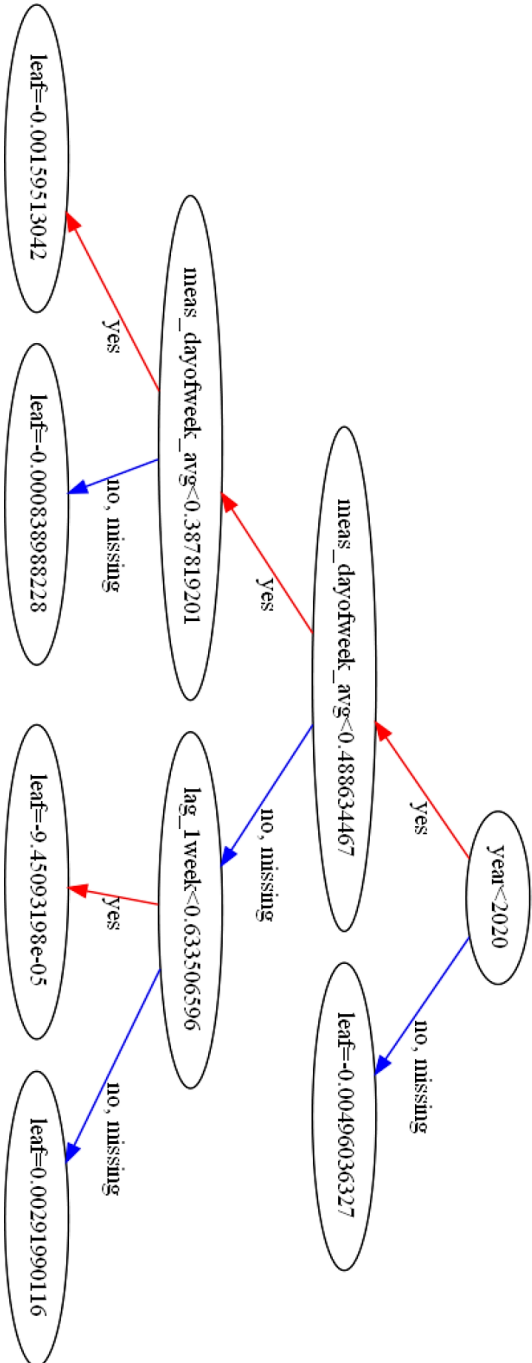 year<2020
yes
no, missing
meas_dayofweek_avg<0.488634467
leaf=-0.00496036327
yes
no, missing
meas_dayofweek_avg<0.387819201
lag_1week<0.633506596
yes
no, missing
yes
no, missing
leaf=-0.00159513042
leaf=-0.000838988228
leaf=-9.45093198e-05
leaf=0.00291990116